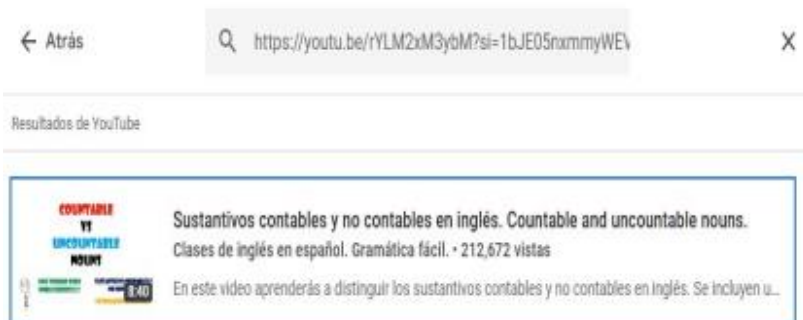 ← Atrás
https://youtu.be/rYLM2xM3ybM?si=1bJE05nxmmyWEV
X
Resultados de YouTube
COUNTABLE
VS
UNCOUNTABLE
NOUNS
8:40
Sustantivos contables y no contables en inglés. Countable and uncountable nouns.
Clases de inglés en español. Gramática fácil. • 212,672 vistas
En este video aprenderás a distinguir los sustantivos contables y no contables en inglés. Se incluyen u...